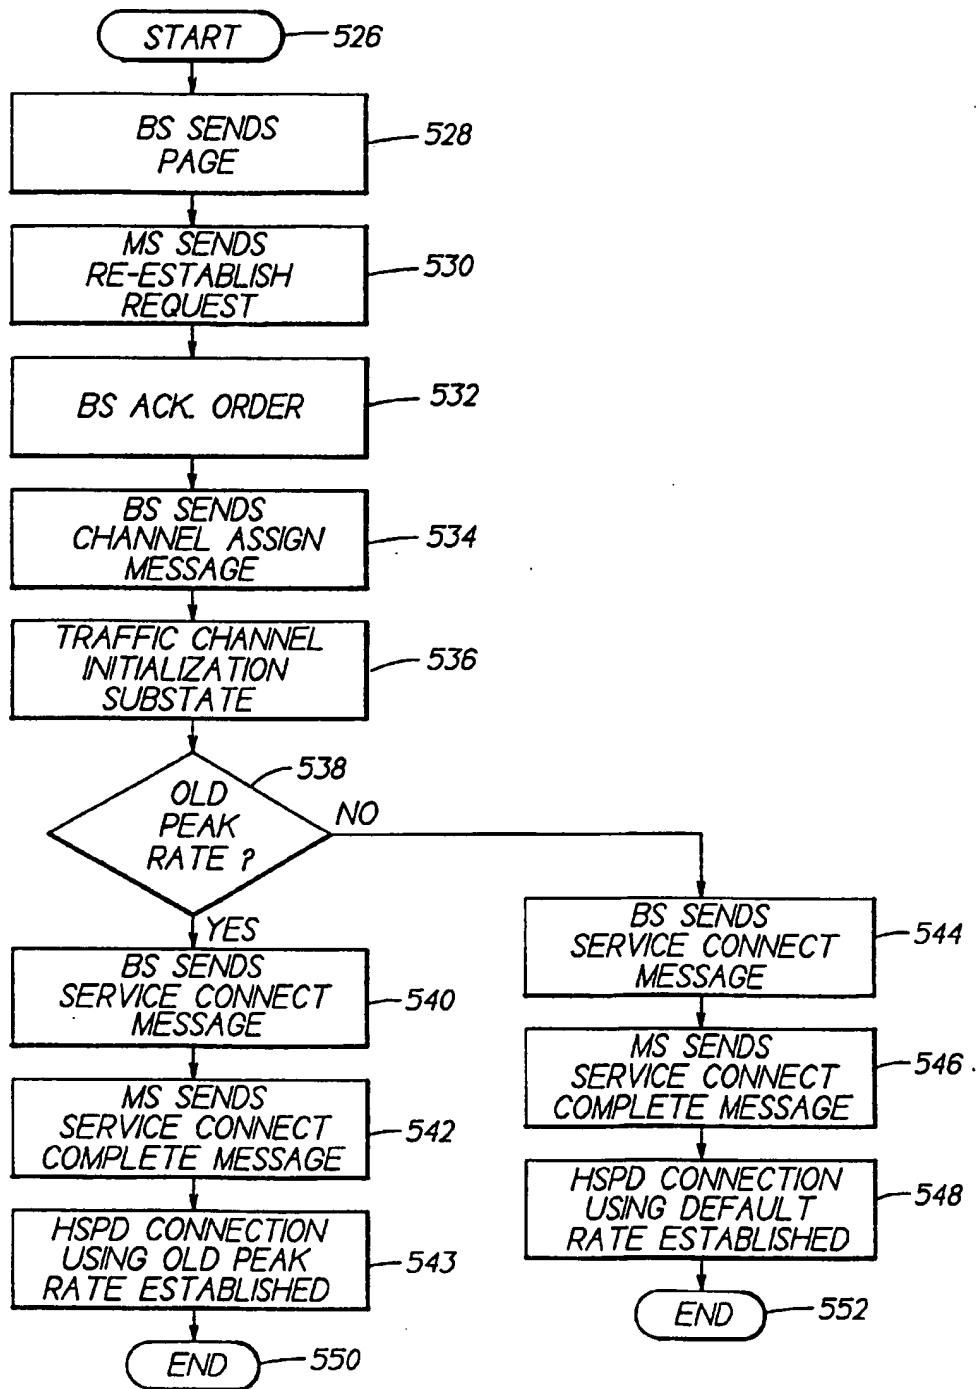 START
526
BS SENDS
PAGE
528
MS SENDS
RE-ESTABLISH
REQUEST
530
BS ACK. ORDER
532
BS SENDS
CHANNEL ASSIGN
MESSAGE
534
TRAFFIC CHANNEL
INITIALIZATION
SUBSTATE
536
OLD
PEAK
RATE ?
538
NO
YES
BS SENDS
SERVICE CONNECT
MESSAGE
540
MS SENDS
SERVICE CONNECT
COMPLETE MESSAGE
542
HSPD CONNECTION
USING OLD PEAK
RATE ESTABLISHED
543
END
550
BS SENDS
SERVICE CONNECT
MESSAGE
544
MS SENDS
SERVICE CONNECT
COMPLETE MESSAGE
546
HSPD CONNECTION
USING DEFAULT
RATE ESTABLISHED
548
END
552